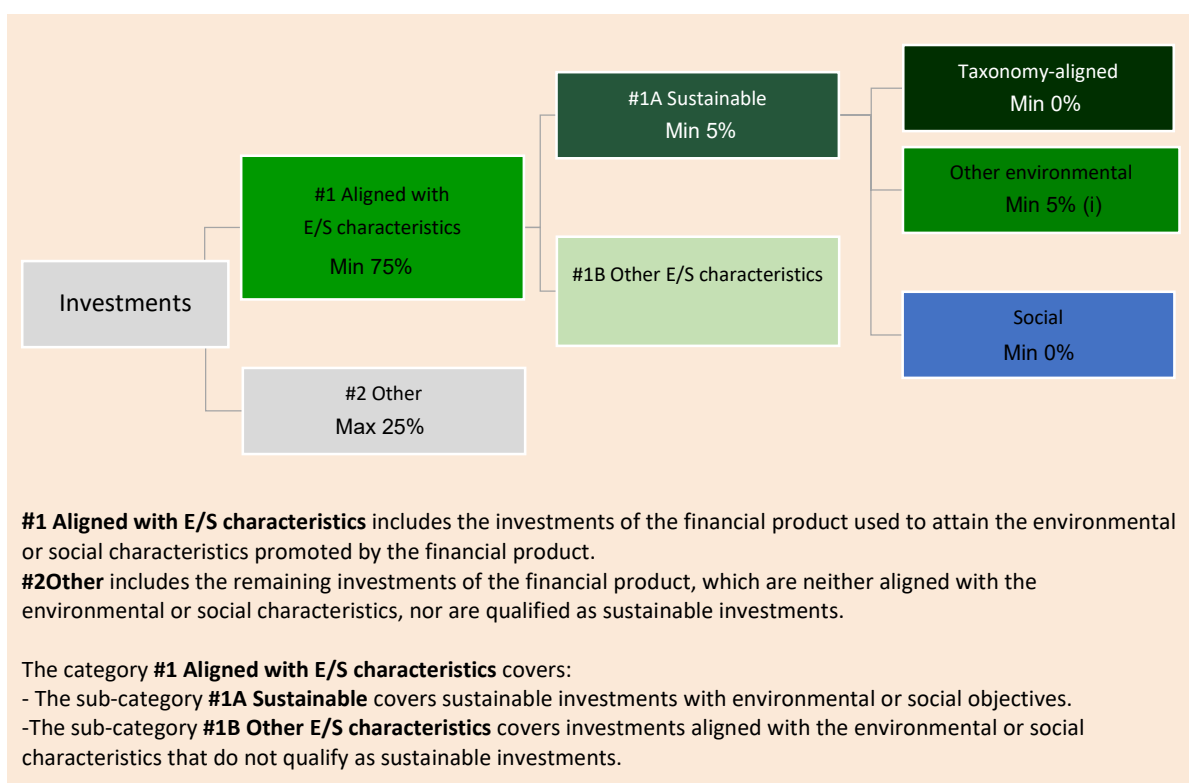 Investments
#1 Aligned with
E/S characteristics
Min 75%
#2 Other
Max 25%
#1A Sustainable
Min 5%
#1B Other E/S characteristics
Taxonomy-aligned
Min 0%
Other environmental
Min 5% (i)
Social
Min 0%
#1 Aligned with E/S characteristics includes the investments of the financial product used to attain the environmental
or social characteristics promoted by the financial product.
#2Other includes the remaining investments of the financial product, which are neither aligned with the
environmental or social characteristics, nor are qualified as sustainable investments.
The category #1 Aligned with E/S characteristics covers:
- The sub-category #1A Sustainable covers sustainable investments with environmental or social objectives.
-The sub-category #1B Other E/S characteristics covers investments aligned with the environmental or social
characteristics that do not qualify as sustainable investments.